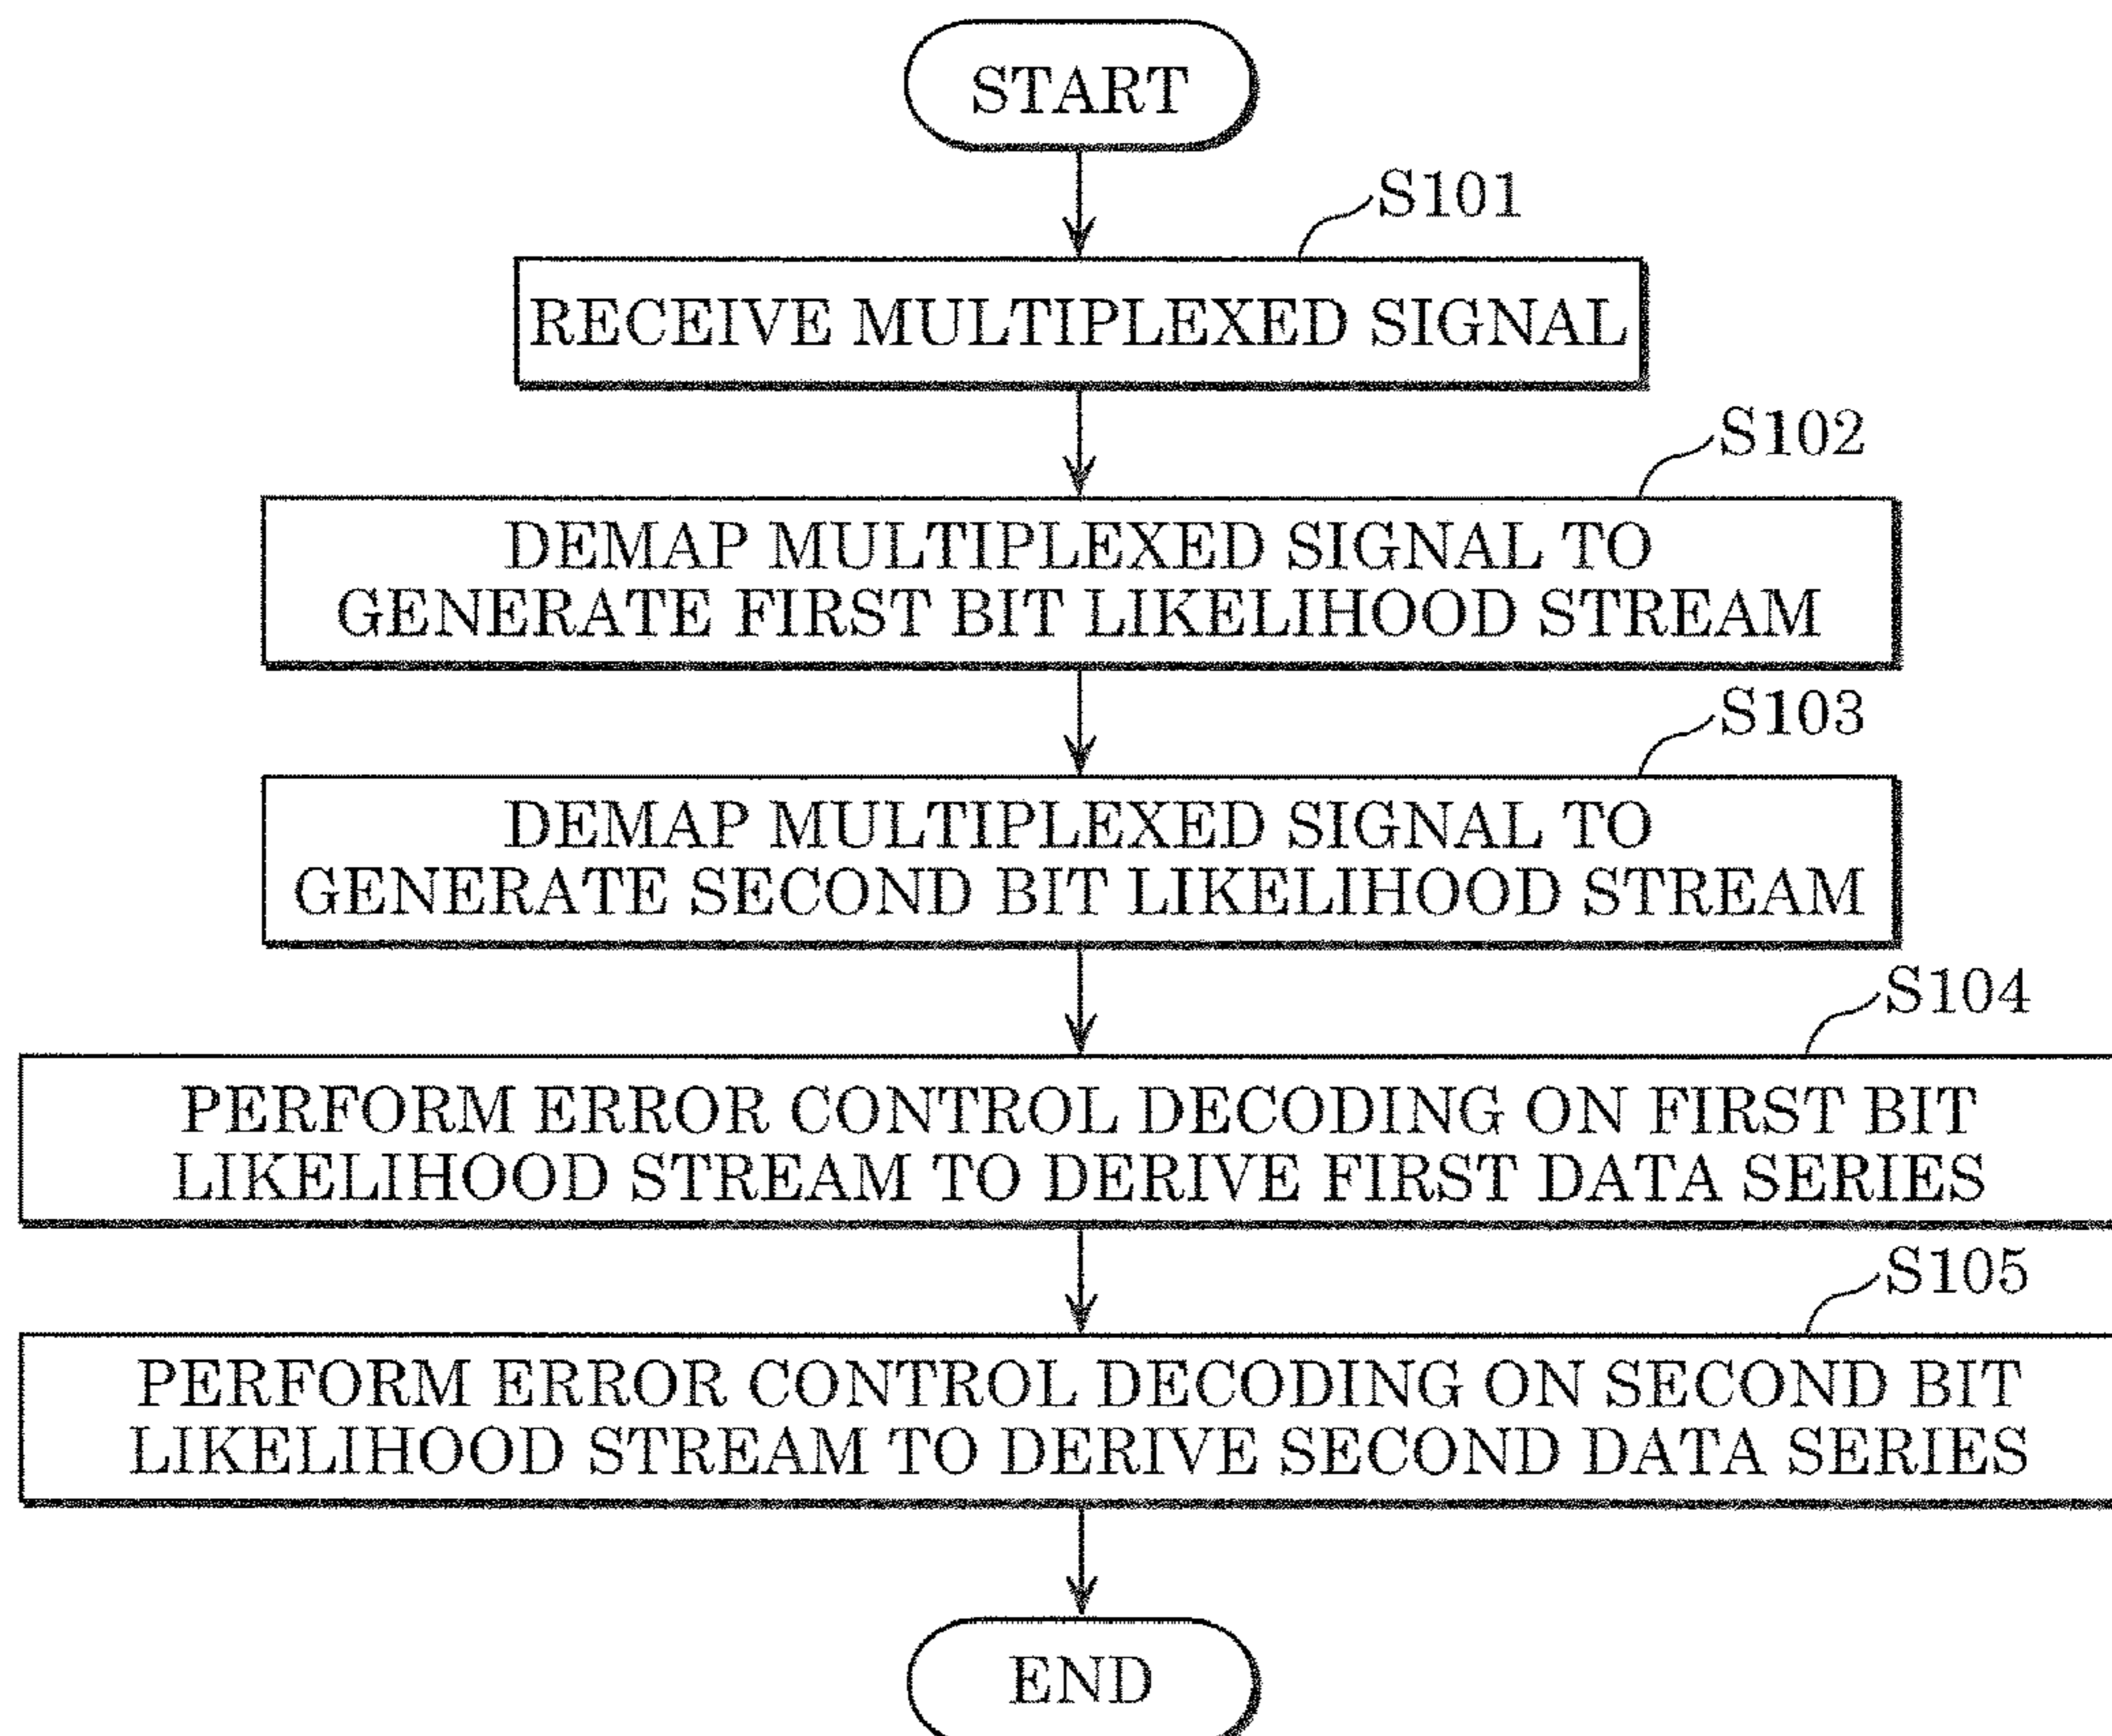 START
S101
RECEIVE MULTIPLEXED SIGNAL
S102
DEMAP MULTIPLEXED SIGNAL TO
GENERATE FIRST BIT LIKELIHOOD STREAM
S103
DEMAP MULTIPLEXED SIGNAL TO
GENERATE SECOND BIT LIKELIHOOD STREAM
S104
PERFORM ERROR CONTROL DECODING ON FIRST BIT
LIKELIHOOD STREAM TO DERIVE FIRST DATA SERIES
S105
PERFORM ERROR CONTROL DECODING ON SECOND BIT
LIKELIHOOD STREAM TO DERIVE SECOND DATA SERIES
END